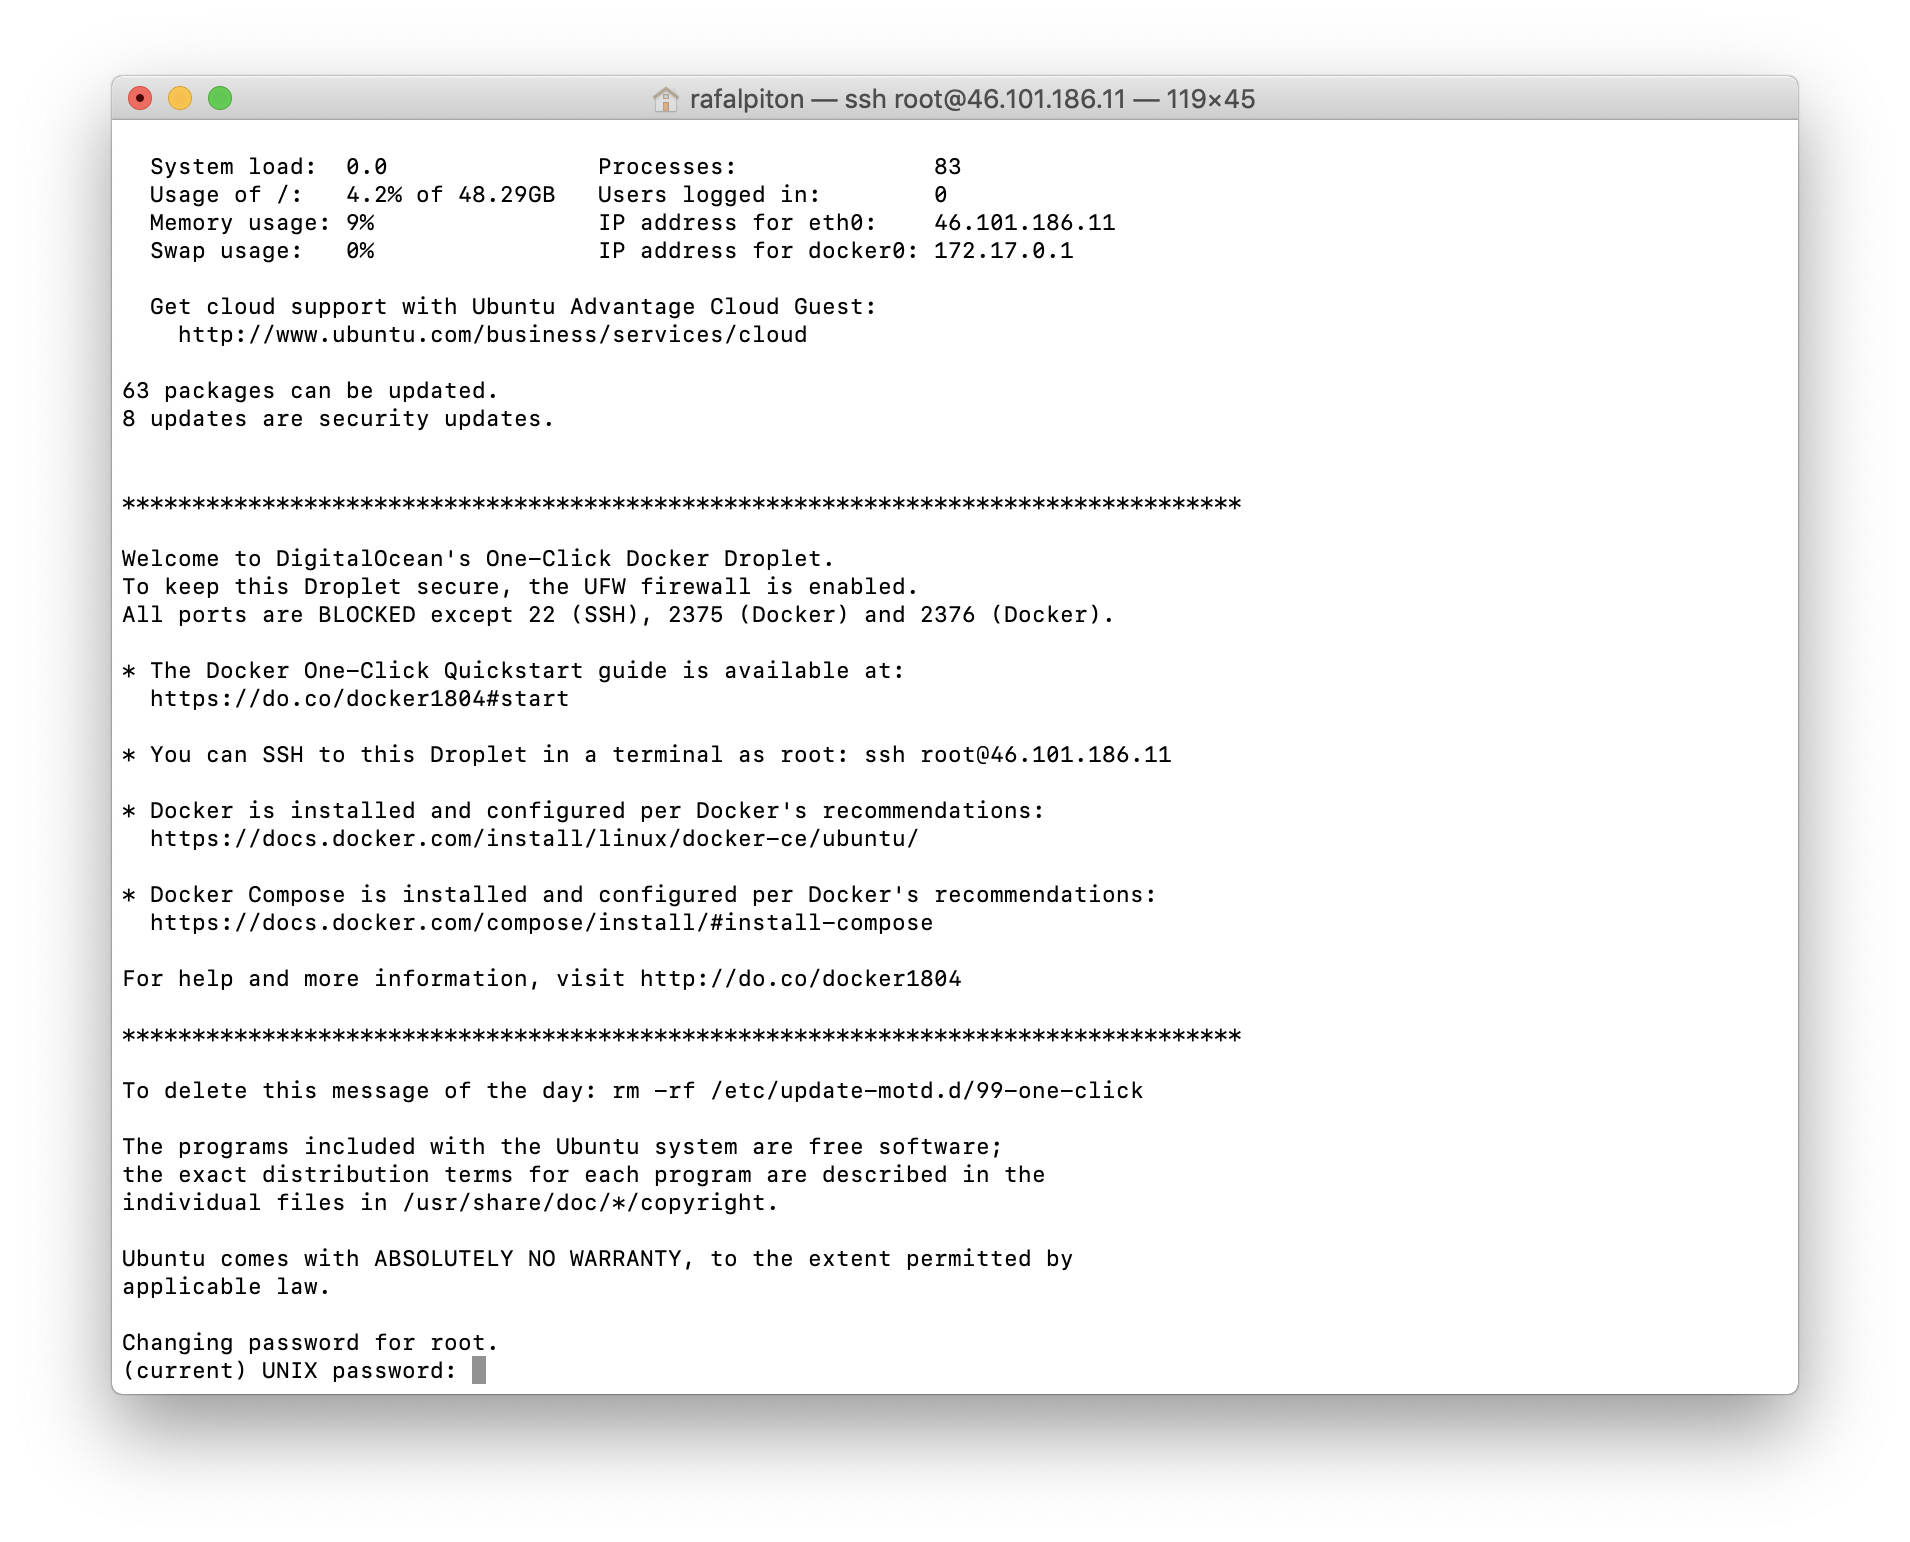 rafalpiton — ssh root@46.101.186.11 — 119×45
System load:  0.0               Processes:              83
Usage of /:   4.2% of 48.29GB   Users logged in:        0
Memory usage: 9%                IP address for eth0:    46.101.186.11
Swap usage:   0%                IP address for docker0: 172.17.0.1
Get cloud support with Ubuntu Advantage Cloud Guest:
http://www.ubuntu.com/business/services/cloud
63 packages can be updated.
8 updates are security updates.
********************************************************************************
Welcome to DigitalOcean's One-Click Docker Droplet.
To keep this Droplet secure, the UFW firewall is enabled.
All ports are BLOCKED except 22 (SSH), 2375 (Docker) and 2376 (Docker).
* The Docker One-Click Quickstart guide is available at:
https://do.co/docker1804#start
* You can SSH to this Droplet in a terminal as root: ssh root@46.101.186.11
* Docker is installed and configured per Docker's recommendations:
https://docs.docker.com/install/linux/docker-ce/ubuntu/
* Docker Compose is installed and configured per Docker's recommendations:
https://docs.docker.com/compose/install/#install-compose
For help and more information, visit http://do.co/docker1804
********************************************************************************
To delete this message of the day: rm -rf /etc/update-motd.d/99-one-click
The programs included with the Ubuntu system are free software;
the exact distribution terms for each program are described in the
individual files in /usr/share/doc/*/copyright.
Ubuntu comes with ABSOLUTELY NO WARRANTY, to the extent permitted by
applicable law.
Changing password for root.
(current) UNIX password: